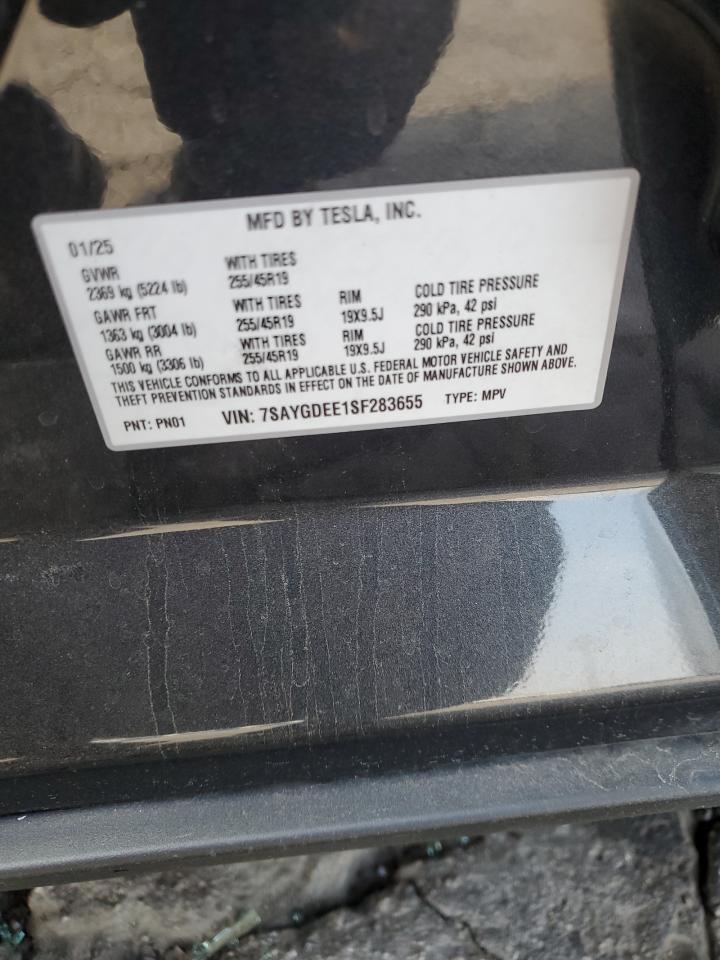 MFD BY TESLA, INC.
01/25
GVWR WITH TIRES
2369 kg (5224 lb) 255/45R19
GAWR FRT WITH TIRES RIM COLD TIRE PRESSURE
1363 kg (3004 lb) 255/45R19 19X9.5J 290 kPa, 42 psi
GAWR RR WITH TIRES RIM COLD TIRE PRESSURE
1500 kg (3306 lb) 255/45R19 19X9.5J 290 kPa, 42 psi
THIS VEHICLE CONFORMS TO ALL APPLICABLE U.S. FEDERAL MOTOR VEHICLE SAFETY AND
THEFT PREVENTION STANDARDS IN EFFECT ON THE DATE OF MANUFACTURE SHOWN ABOVE.
PNT: PN01 VIN: 7SAYGDEE1SF283655 TYPE: MPV